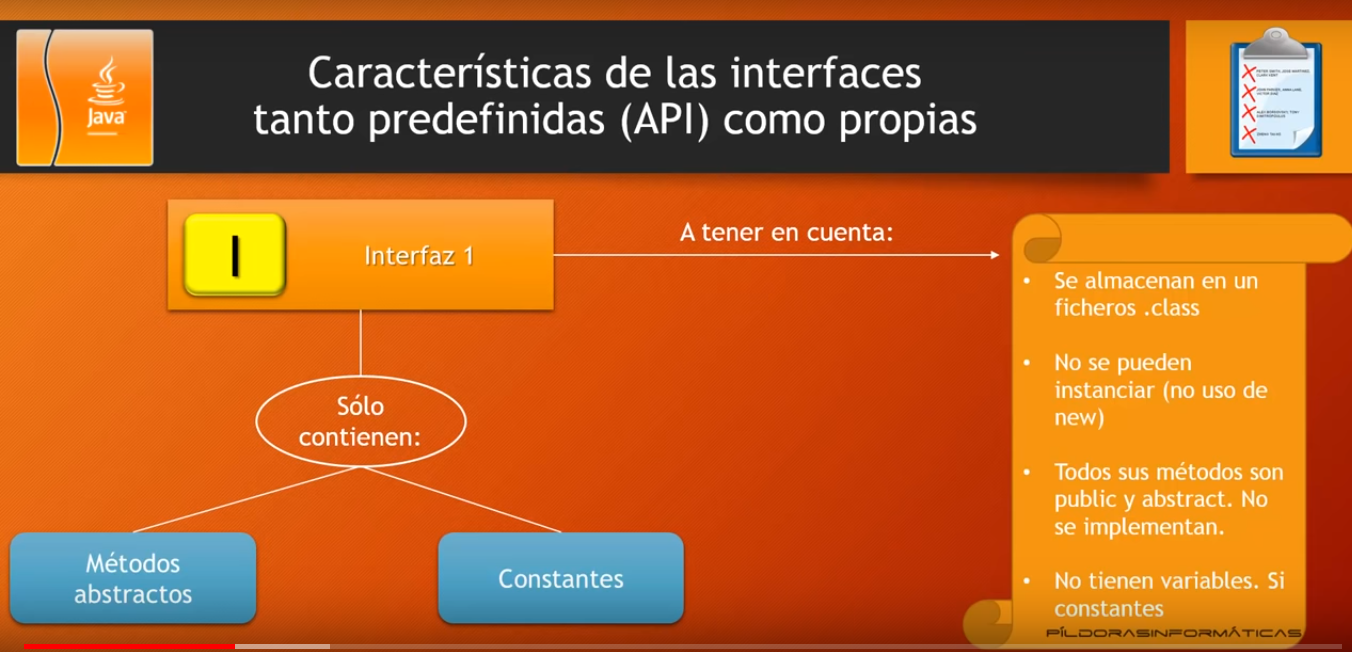 Java
Características de las interfaces
tanto predefinidas (API) como propias
I
Interfaz 1
A tener en cuenta:
Sólo
contienen:
Métodos
abstractos
Constantes
• Se almacenan en un
ficheros .class
• No se pueden
instanciar (no uso de
new)
• Todos sus métodos son
public y abstract. No
se implementan.
• No tienen variables. Si
constantes
PÍLDORASINFORMÁTICAS